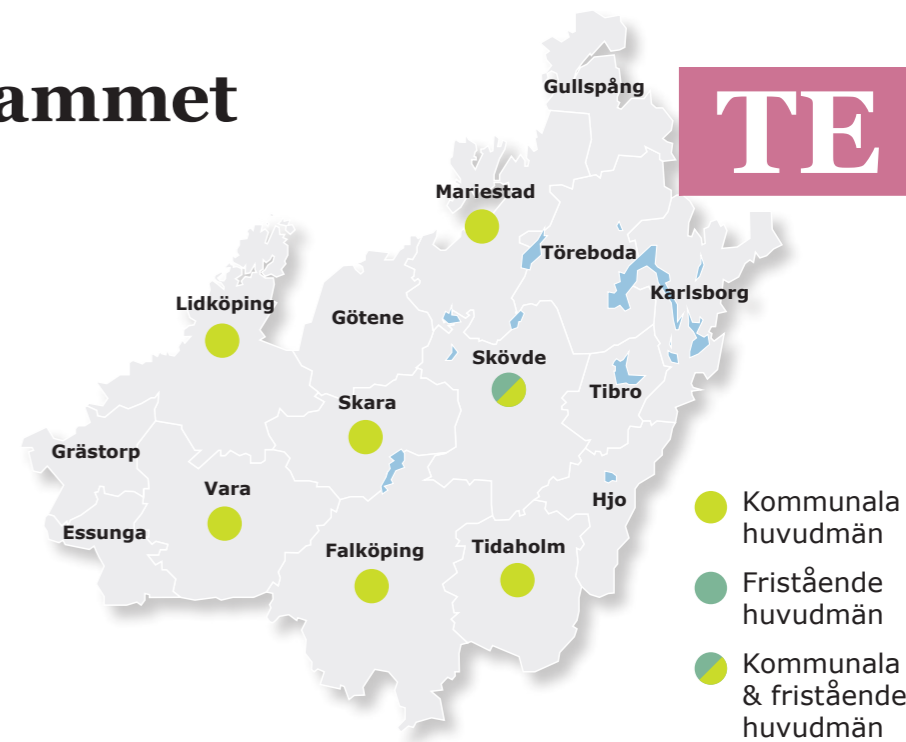 ammet
TE
Gullspång
Mariestad
Töreboda
Karlsborg
Lidköping
Götene
Skövde
Tibro
Skara
Grästorp
Vara
Hjo
Essunga
Falköping
Tidaholm
Kommunala
huvudmän
Fristående
huvudmän
Kommunala
& fristående
huvudmän